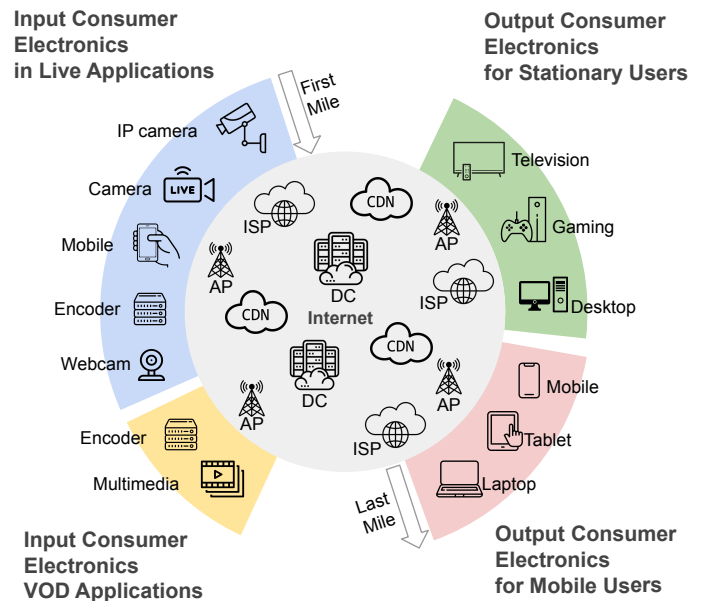 Input Consumer
Electronics
in Live Applications
Output Consumer
Electronics
for Stationary Users
First
Mile
IP camera
Camera
LIVE
Mobile
Encoder
Webcam
Encoder
Multimedia
Input Consumer
Electronics
VOD Applications
ISP
CDN
AP
AP
DC
ISP
CDN
Internet
CDN
DC
AP
AP
ISP
Television
Gaming
Desktop
Mobile
Tablet
Laptop
Last
Mile
Output Consumer
Electronics
for Mobile Users